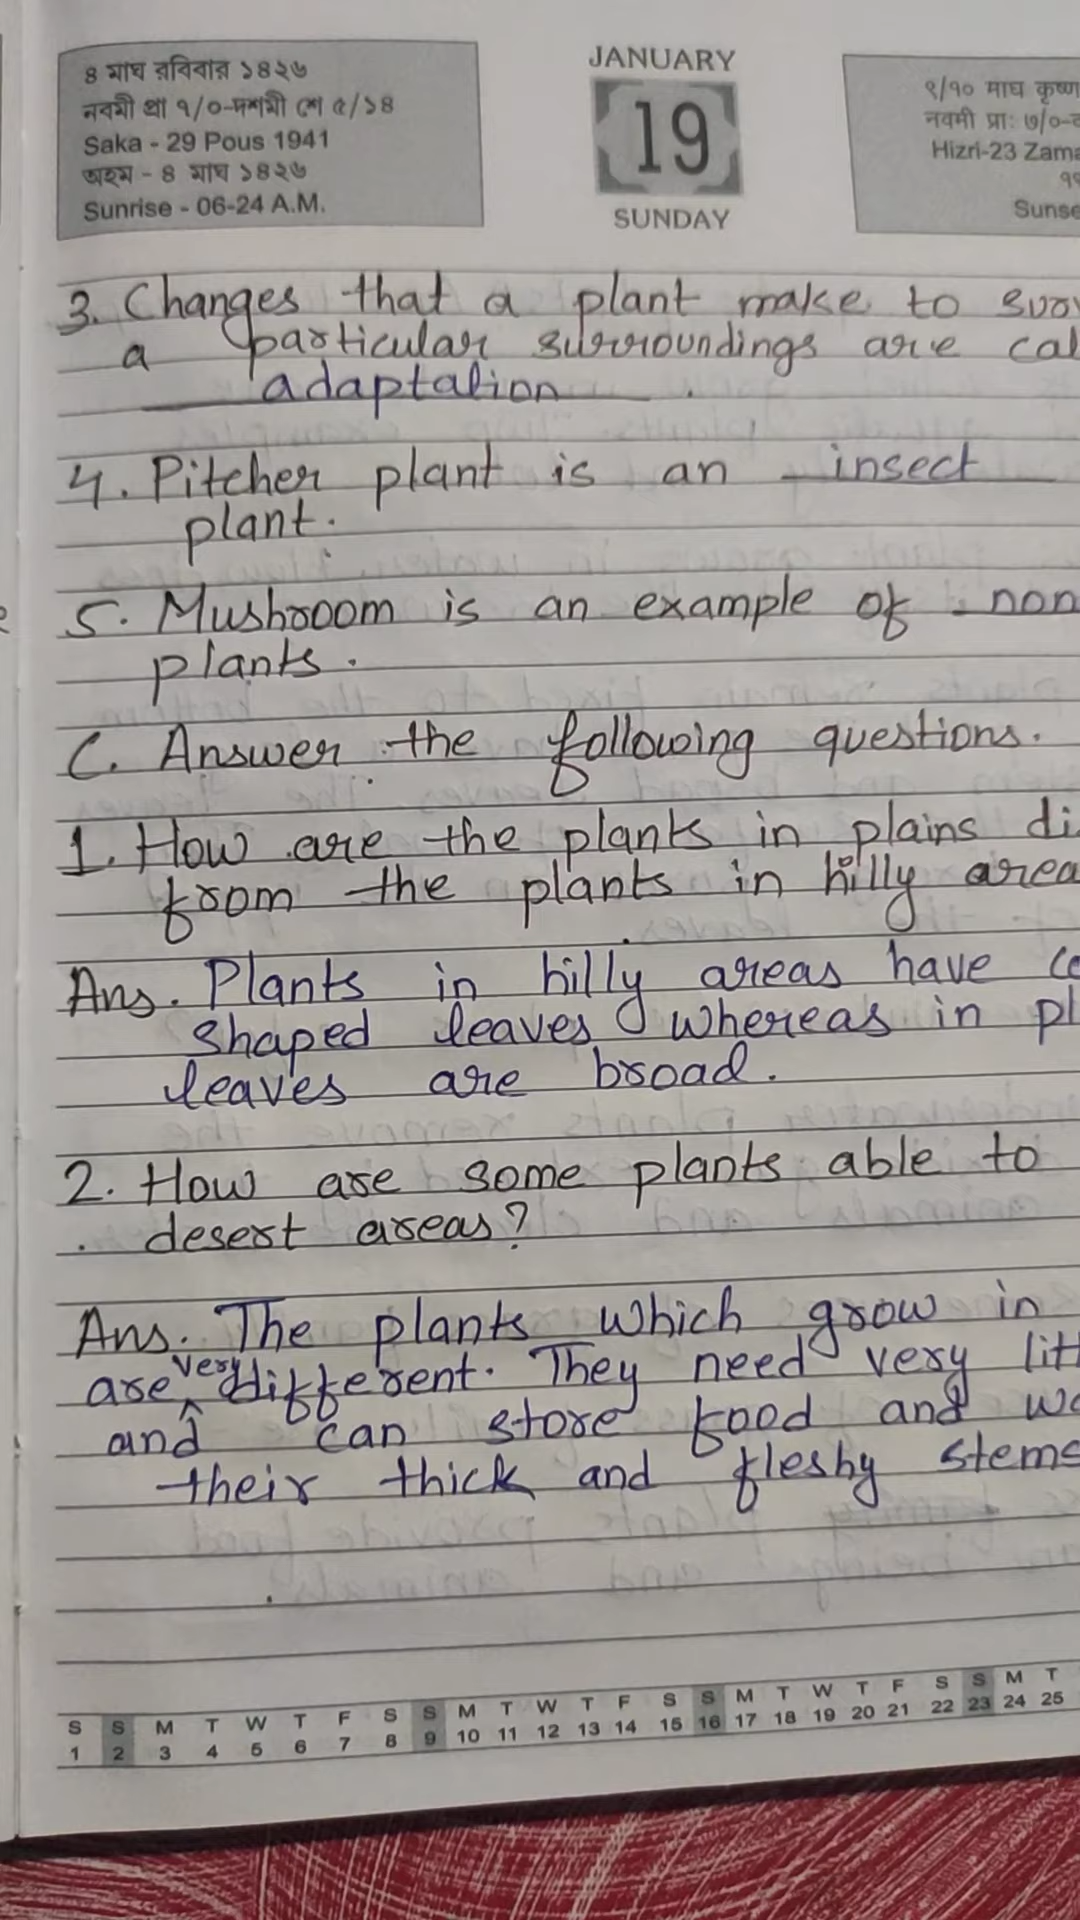 ৪ মাঘ রবিবার ১৪২৬
নবমী প্রা ৭/০-দশমী শে ৫/১৪
Saka - 29 Pous 1941
অহম - ৪ মাঘ ১৪২৬
Sunrise - 06-24 A.M.
JANUARY
19
SUNDAY
९/१० माघ कृष्ण
नवमी प्रा: ७/०-
Hizri-23
3. Changes that a plant make to
a particular surroundings are
adaptation .
4. Pitcher plant is an insect
plant.
5. Mushroom is an example of non
plants.
C. Answer the following questions.
1. How are the plants in plains
from the plants in hilly
Ans. Plants in hilly areas have
shaped leaves whereas in
leaves are broad.
2. How are some plants able to
desert areas?
Ans. The plants which grow in
are very different. They need very
and can store food and
their thick and fleshy stems
S S M T W T F S S M T W T F S S M T W T F S S M T
1 2 3 4 5 6 7 8 9 10 11 12 13 14 15 16 17 18 19 20 21 22 23 24 25